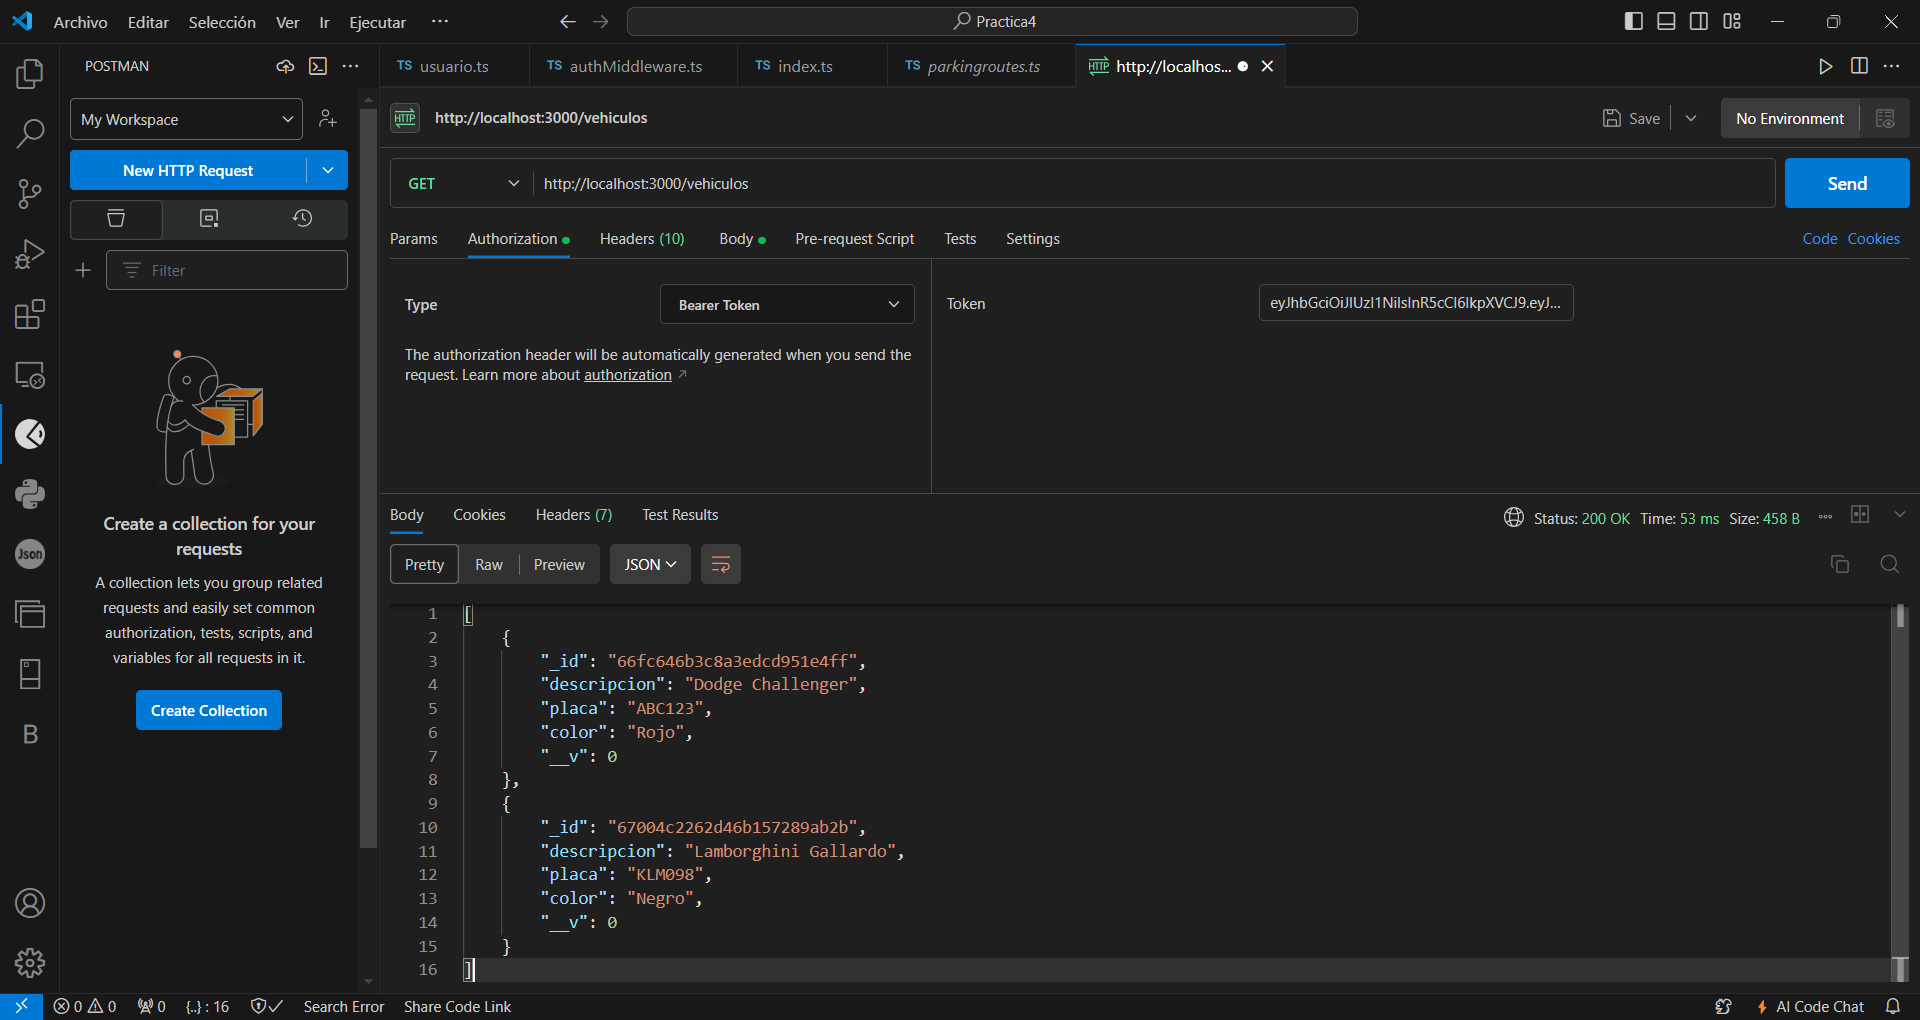 Archivo Editar Selección Ver Ir Ejecutar ··· Practica4
POSTMAN
TS usuario.ts TS authMiddleware.ts TS index.ts TS parkingroutes.ts HTTP http://localhos...
My Workspace
HTTP http://localhost:3000/vehiculos Save No Environment
New HTTP Request
GET http://localhost:3000/vehiculos Send
Filter
Params Authorization Headers (10) Body Pre-request Script Tests Settings Code Cookies
Type Bearer Token
Token eyJhbGciOiJIUzI1NiIsInR5cCI6IkpXVCJ9.eyJ...
The authorization header will be automatically generated when you send the
request. Learn more about authorization
Create a collection for your
requests
A collection lets you group related
requests and easily set common
authorization, tests, scripts, and
variables for all requests in it.
Create Collection
Json
B
Body Cookies Headers (7) Test Results Status: 200 OK Time: 53 ms Size: 458 B
Pretty Raw Preview JSON
1 [
2 {
3 "_id": "66fc646b3c8a3edcd951e4ff",
4 "descripcion": "Dodge Challenger",
5 "placa": "ABC123",
6 "color": "Rojo",
7 "__v": 0
8 },
9 {
10 "_id": "67004c2262d46b157289ab2b",
11 "descripcion": "Lamborghini Gallardo",
12 "placa": "KLM098",
13 "color": "Negro",
14 "__v": 0
15 }
16 ]
0 0 0 {..} : 16 Search Error Share Code Link AI Code Chat